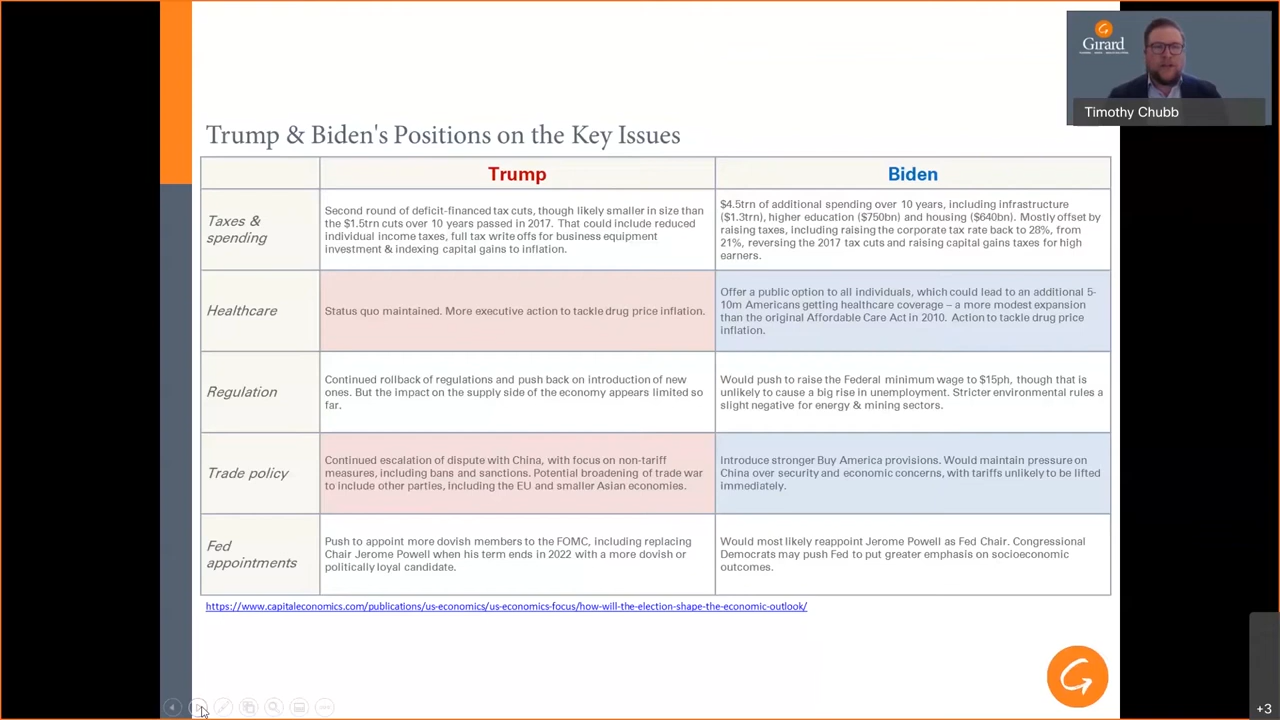 Girard
Timothy Chubb
Trump & Biden's Positions on the Key Issues
Trump
Biden
Taxes &
spending
Second round of deficit-financed tax cuts, though likely smaller in size than
the $1.5trn cuts over 10 years passed in 2017. That could include reduced
individual income taxes, full tax write offs for business equipment
investment & indexing capital gains to inflation.
$4.5trn of additional spending over 10 years, including infrastructure
($1.3trn), higher education ($750bn) and housing ($640bn). Mostly offset by
raising taxes, including raising the corporate tax rate back to 28%, from
21%, reversing the 2017 tax cuts and raising capital gains taxes for high
earners.
Healthcare
Status quo maintained. More executive action to tackle drug price inflation.
Offer a public option to all individuals, which could lead to an additional 5-
10m Americans getting healthcare coverage – a more modest expansion
than the original Affordable Care Act in 2010. Action to tackle drug price
inflation.
Regulation
Continued rollback of regulations and push back on introduction of new
ones. But the impact on the supply side of the economy appears limited so
far.
Would push to raise the Federal minimum wage to $15ph, though that is
unlikely to cause a big rise in unemployment. Stricter environmental rules a
slight negative for energy & mining sectors.
Trade policy
Continued escalation of dispute with China, with focus on non-tariff
measures, including bans and sanctions. Potential broadening of trade war
to include other parties, including the EU and smaller Asian economies.
Introduce stronger Buy America provisions. Would maintain pressure on
China over security and economic concerns, with tariffs unlikely to be lifted
immediately.
Fed
appointments
Push to appoint more dovish members to the FOMC, including replacing
Chair Jerome Powell when his term ends in 2022 with a more dovish or
politically loyal candidate.
Would most likely reappoint Jerome Powell as Fed Chair. Congressional
Democrats may push Fed to put greater emphasis on socioeconomic
outcomes.
https://www.capitaleconomics.com/publications/us-economics/us-economics-focus/how-will-the-election-shape-the-economic-outlook/
+3